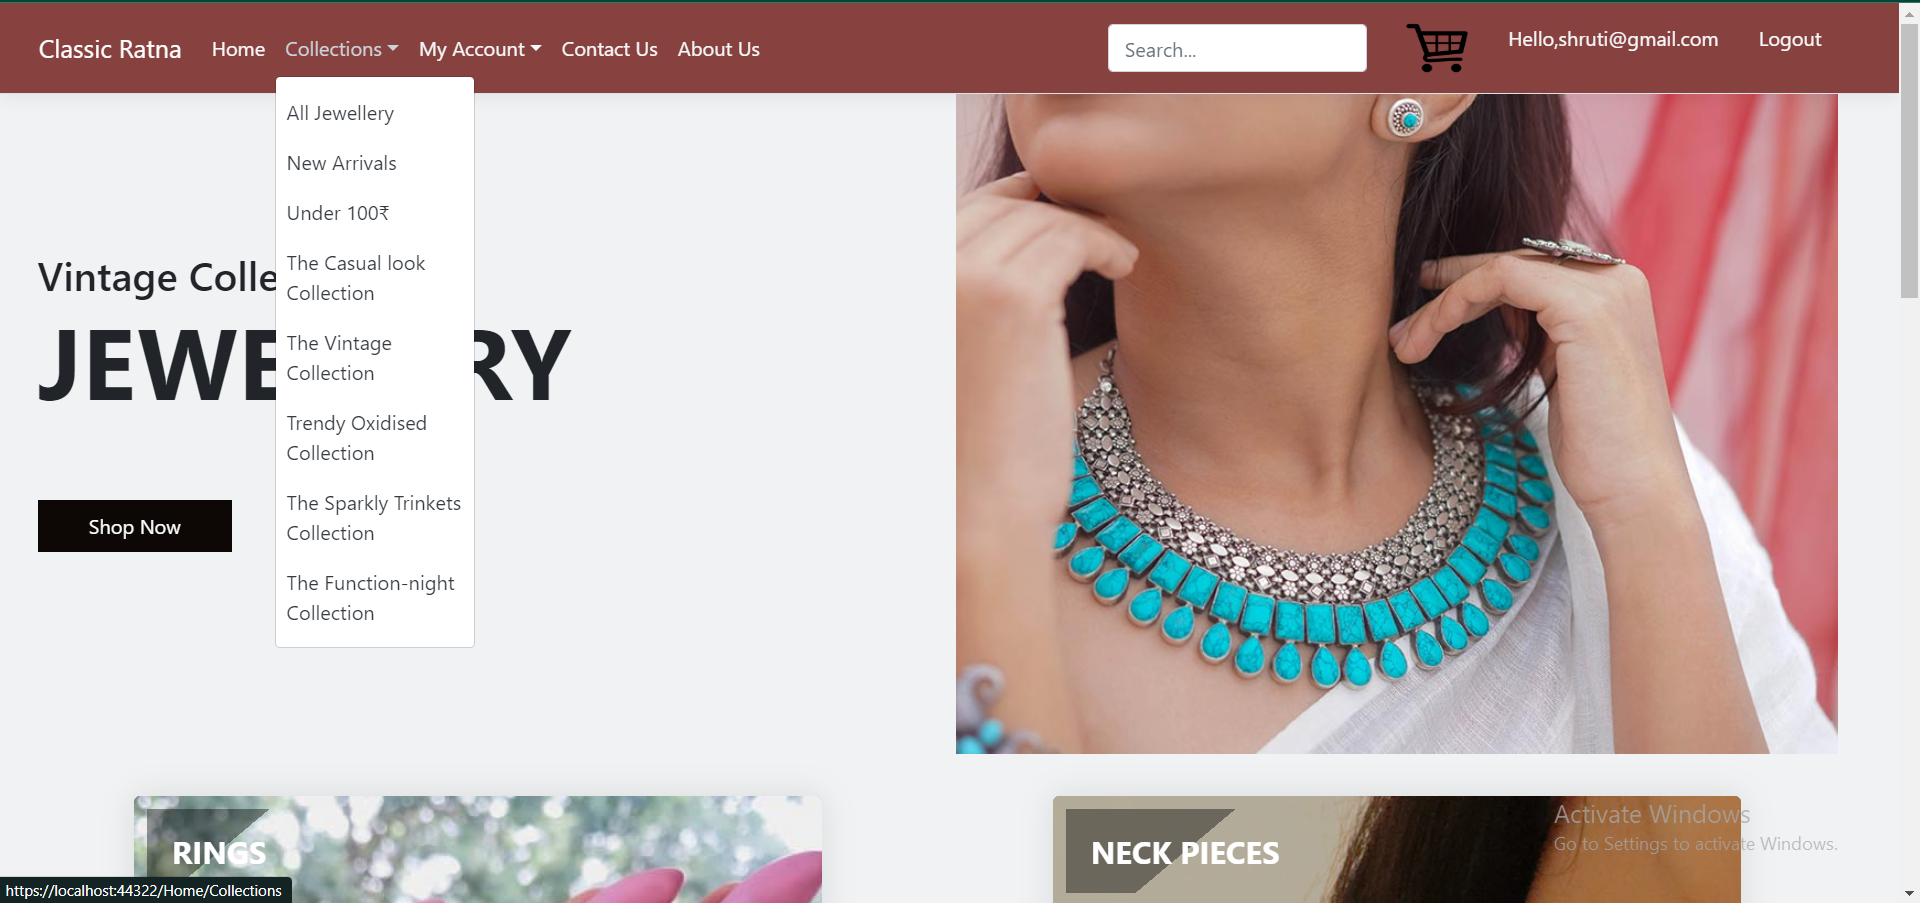 Classic Ratna Home Collections My Account Contact Us About Us Search... Hello,shruti@gmail.com Logout
All Jewellery
New Arrivals
Under 100₹
The Casual look
Collection
The Vintage
Collection
Trendy Oxidised
Collection
The Sparkly Trinkets
Collection
The Function-night
Collection
Vintage Colle
JEWE RY
Shop Now
RINGS
NECK PIECES
Activate Windows
Go to Settings to activate Windows.
https://localhost:44322/Home/Collections